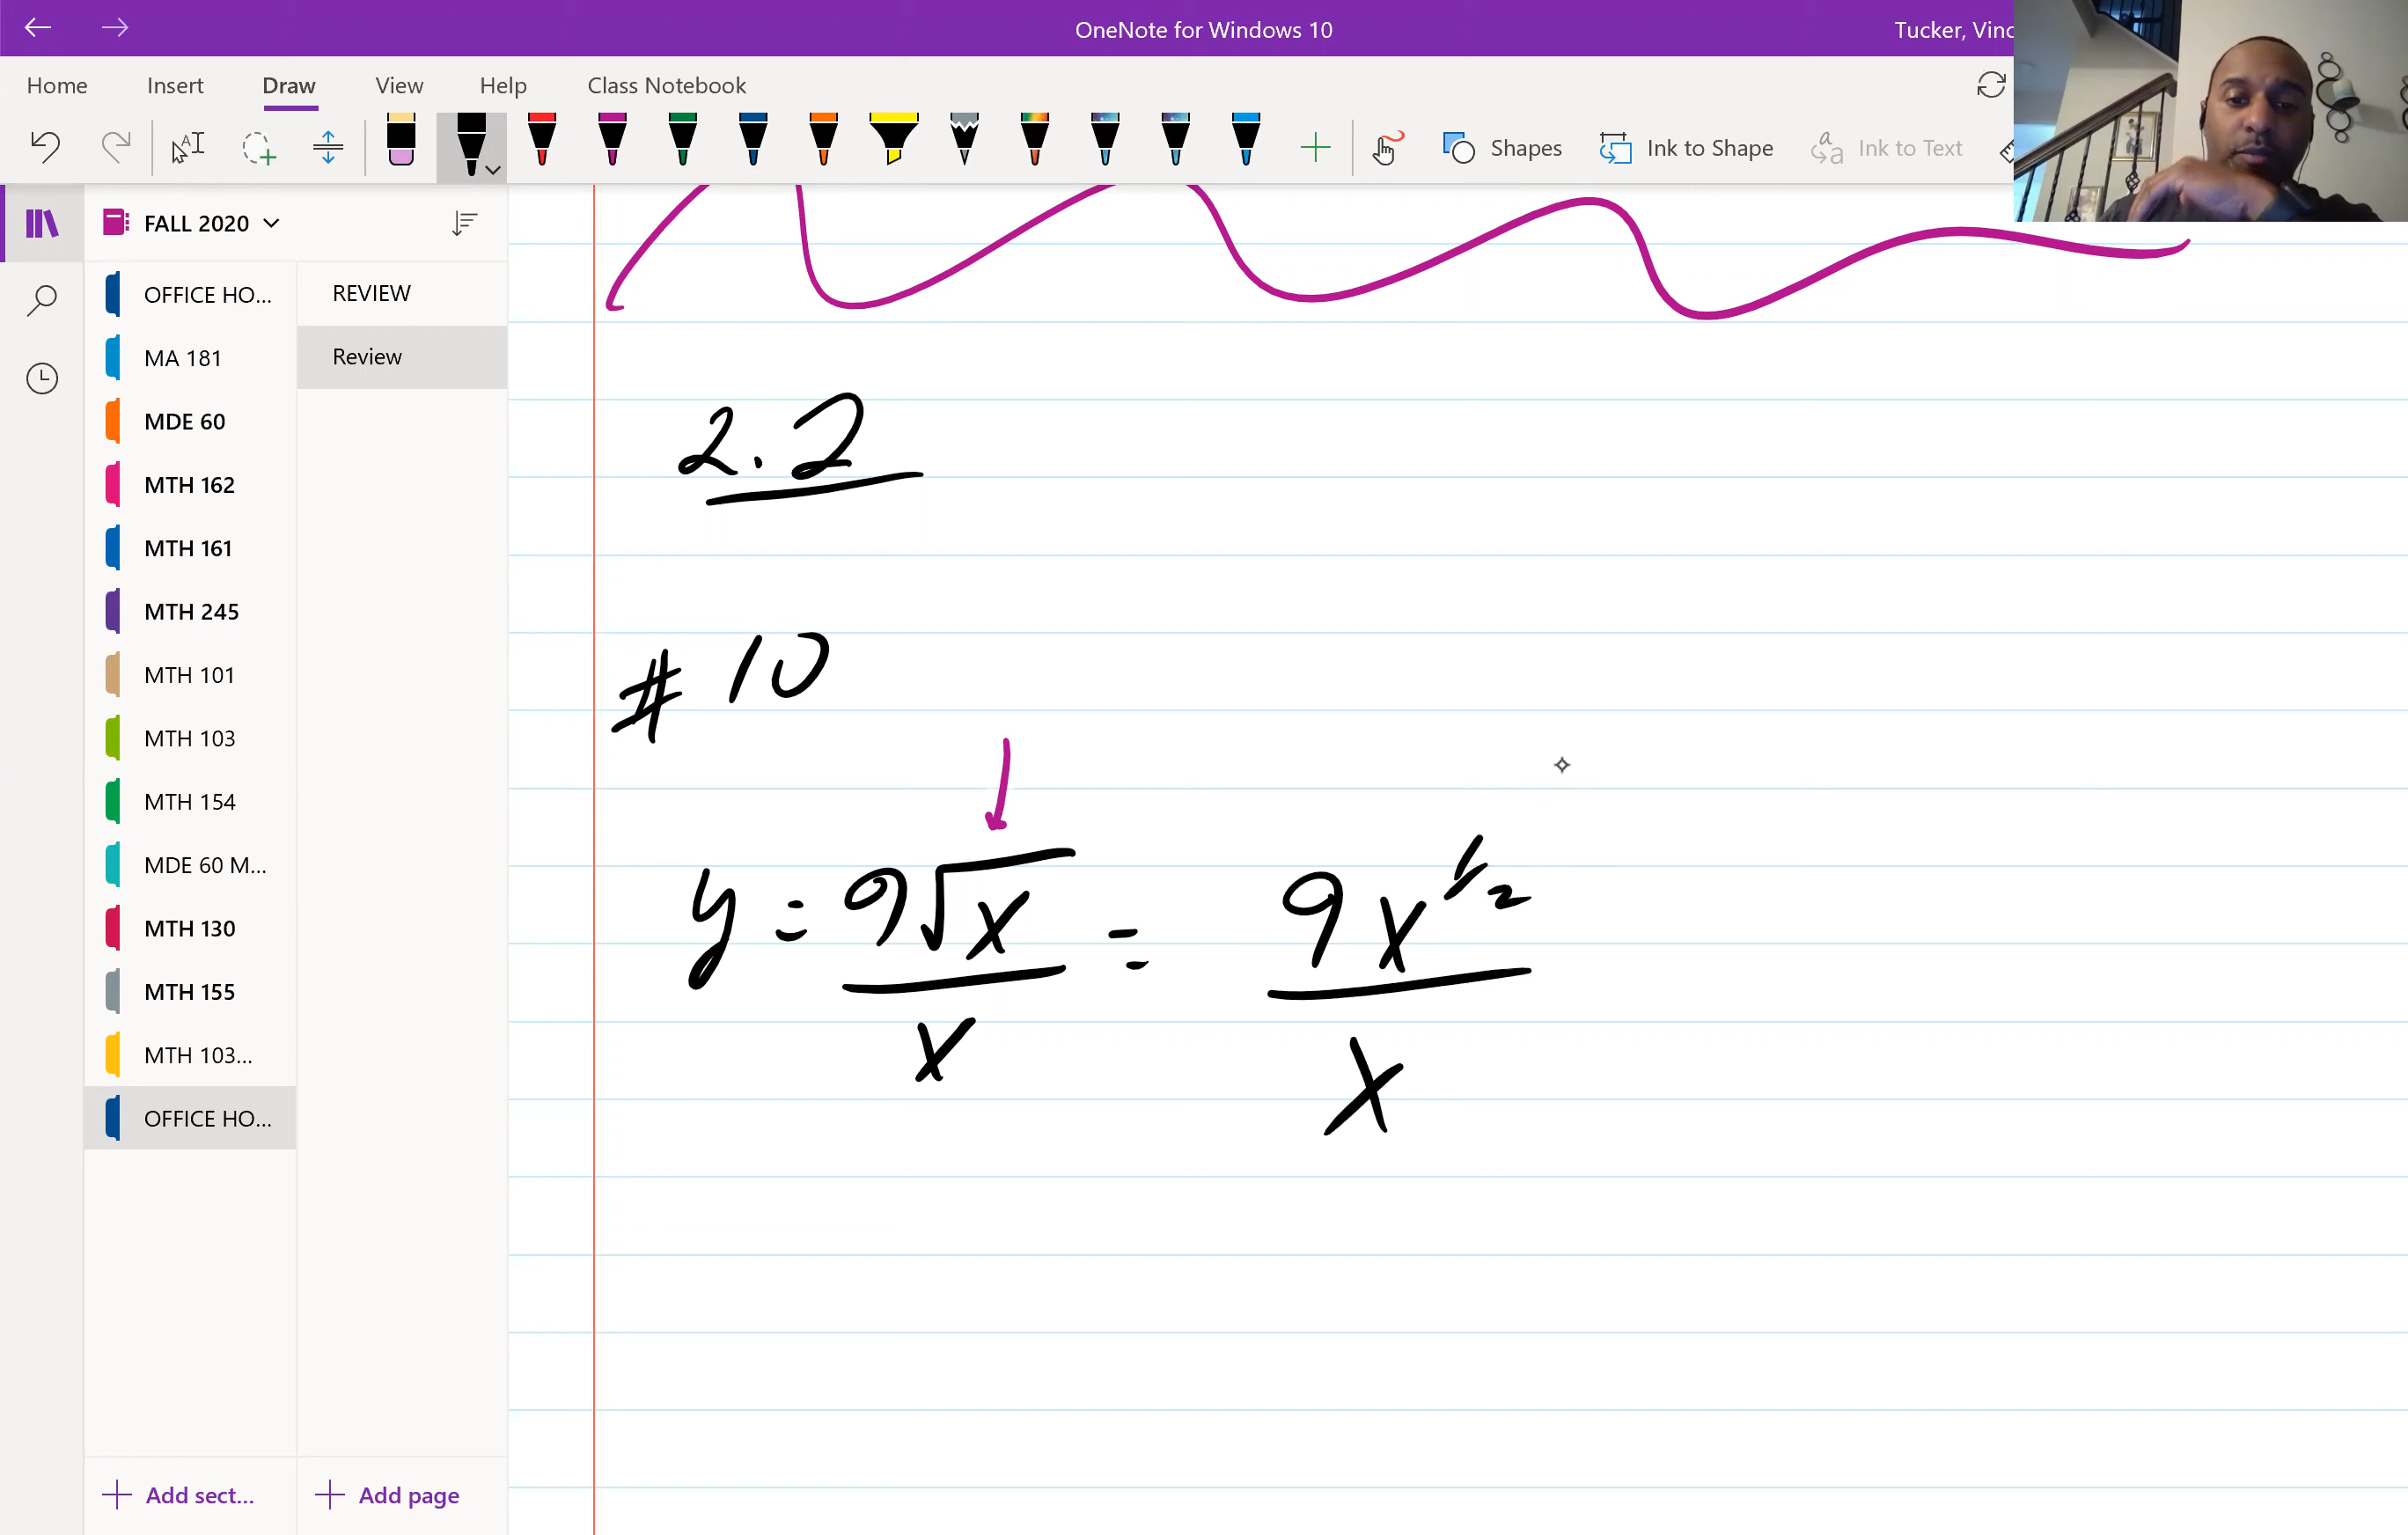 OneNote for Windows 10
Tucker, Vinc
Home Insert Draw View Help Class Notebook
Shapes Ink to Shape Ink to Text
FALL 2020
OFFICE HO...
MA 181
MDE 60
MTH 162
MTH 161
MTH 245
MTH 101
MTH 103
MTH 154
MDE 60 M...
MTH 130
MTH 155
MTH 103...
OFFICE HO...
Add sect...
REVIEW
Review
Add page
2.2
# 10
y = 9√x / x = 9x^(1/2) / x